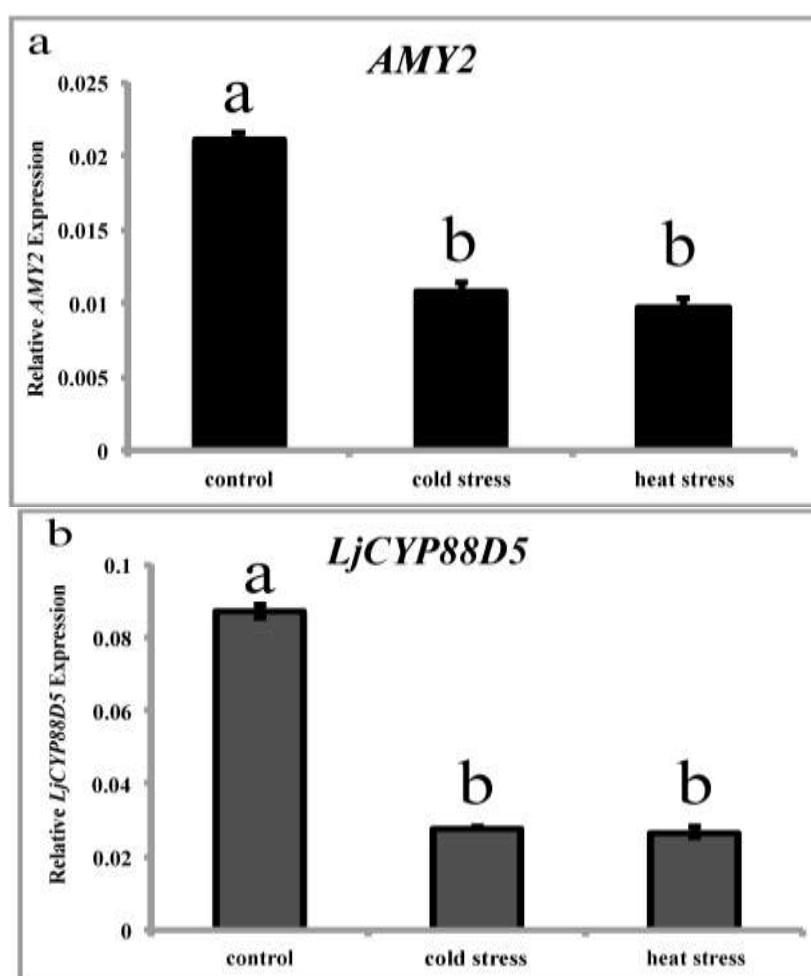 a
AMY2
Relative AMY2 Expression
0.025
0.02
0.015
0.01
0.005
0
a
b
b
control cold stress heat stress
b
LjCYP88D5
Relative LjCYP88D5 Expression
0.1
0.08
0.06
0.04
0.02
0
a
b
b
control cold stress heat stress